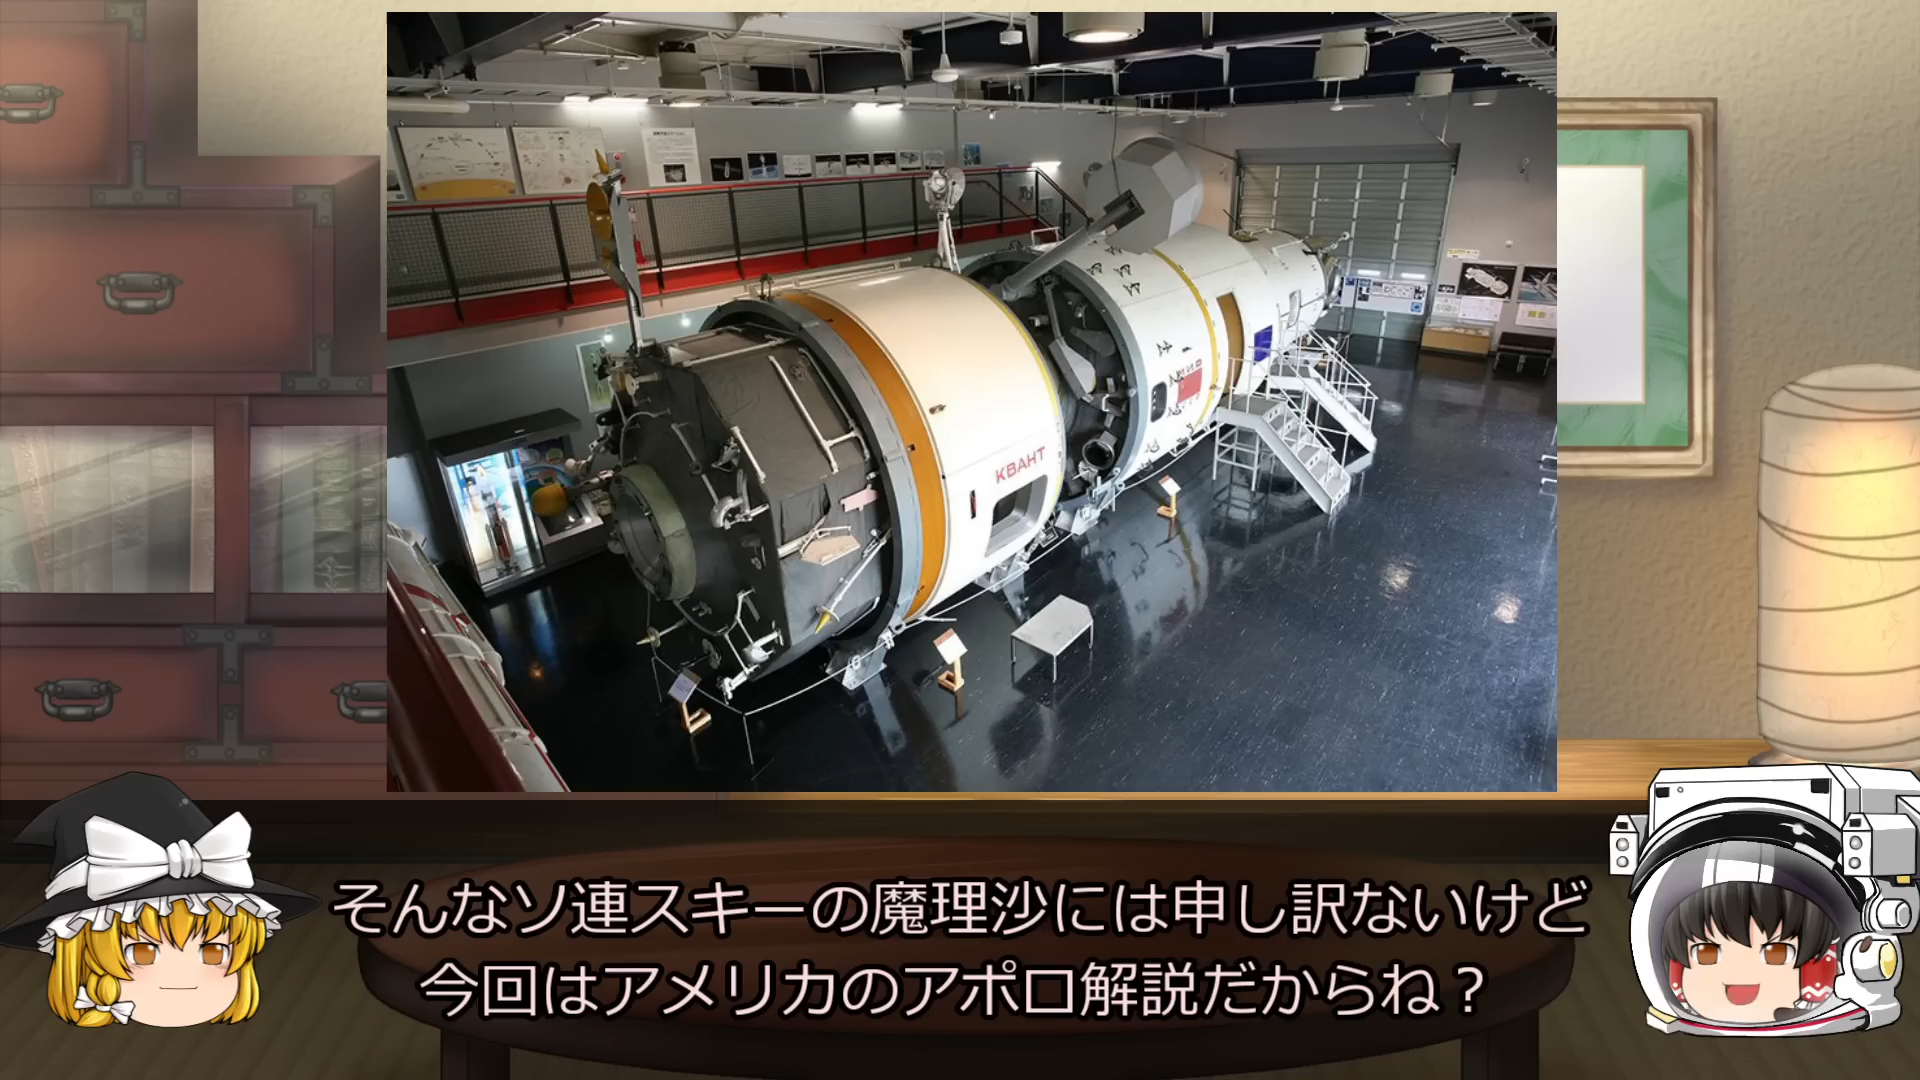 КВАНТ
МИР
そんなソ連スキーの魔理沙には申し訳ないけど
今回はアメリカのアポロ解説だからね？